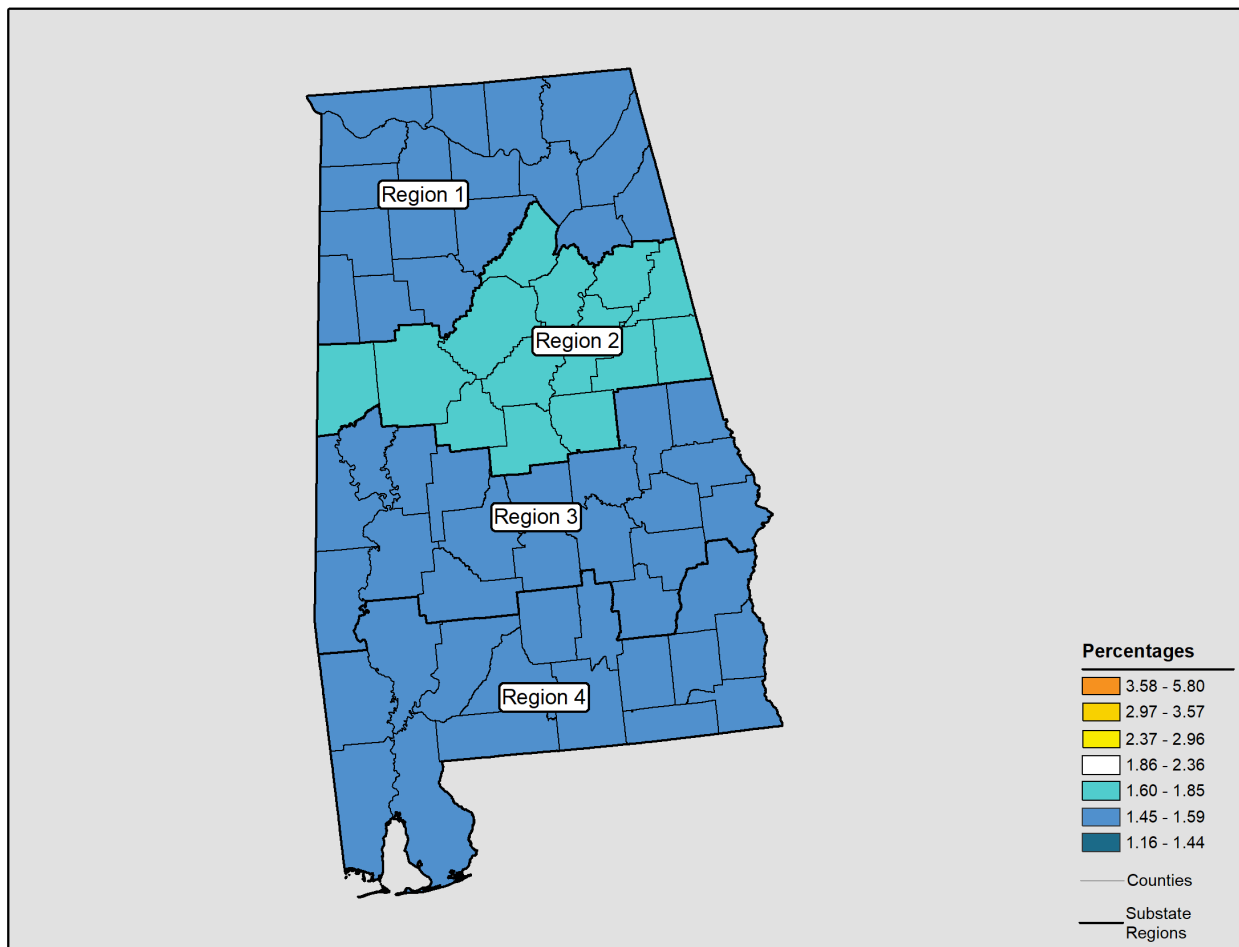 Region 1
Region 2
Region 3
Region 4
Percentages
3.58 - 5.80
2.97 - 3.57
2.37 - 2.96
1.86 - 2.36
1.60 - 1.85
1.45 - 1.59
1.16 - 1.44
Counties
Substate
Regions